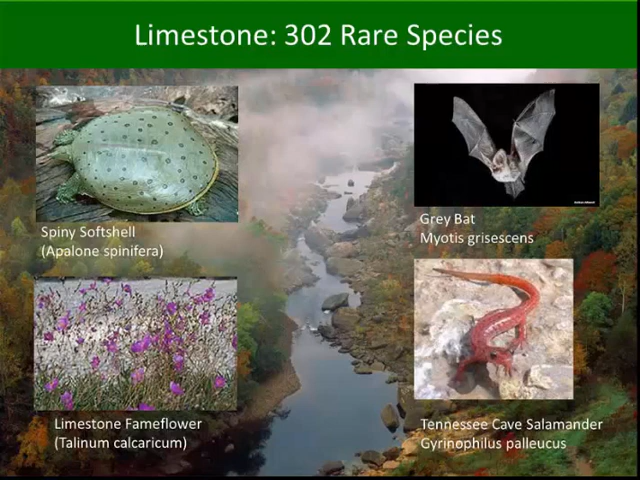 Limestone: 302 Rare Species
Spiny Softshell
(Apalone spinifera)
Grey Bat
Myotis grisescens
Limestone Fameflower
(Talinum calcaricum)
Tennessee Cave Salamander
Gyrinophilus palleucus